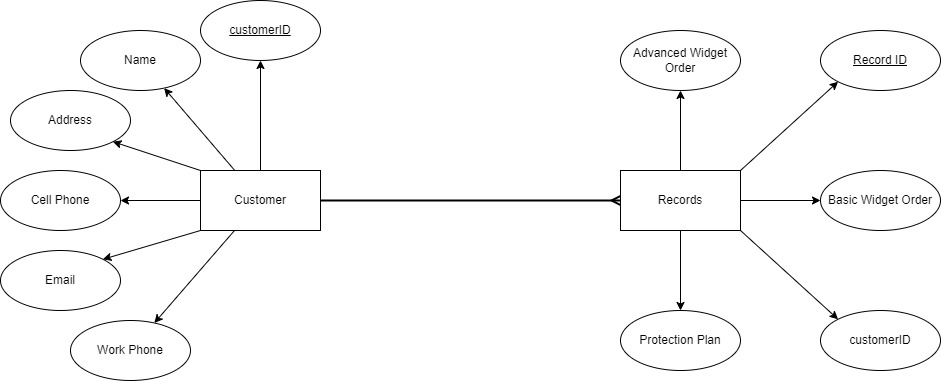 customerID
Name
Address
Cell Phone
Customer
Email
Work Phone
Advanced Widget
Order
Record ID
Records
Basic Widget Order
Protection Plan
customerID